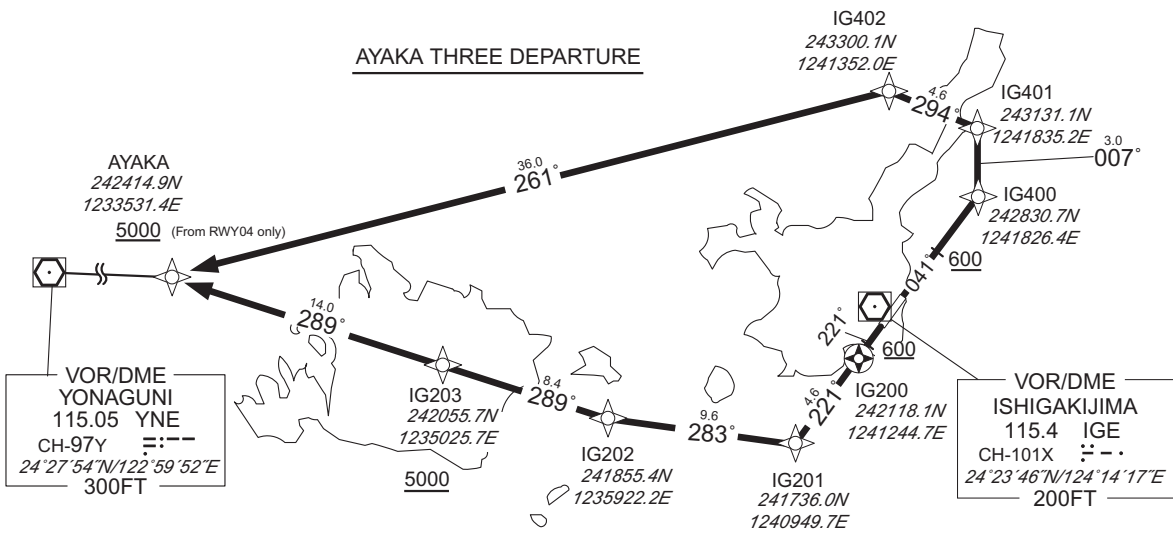 AYAKA THREE DEPARTURE
IG402
243300.1N
1241352.0E
4.6
294°
IG401
243131.1N
1241835.2E
3.0
007°
IG400
242830.7N
1241826.4E
36.0
261°
AYAKA
242414.9N
1233531.4E
5000 (From RWY04 only)
041°
600
221°
600
14.0
289°
IG203
242055.7N
1235025.7E
5000
8.4
289°
IG202
241855.4N
1235922.2E
9.6
283°
IG201
241736.0N
1240949.7E
4.6
221°
IG200
242118.1N
1241244.7E
VOR/DME
YONAGUNI
115.05 YNE
CH-97Y
24°27´54˝N/122°59´52˝E
300FT
VOR/DME
ISHIGAKIJIMA
115.4 IGE
CH-101X
24°23´46˝N/124°14´17˝E
200FT